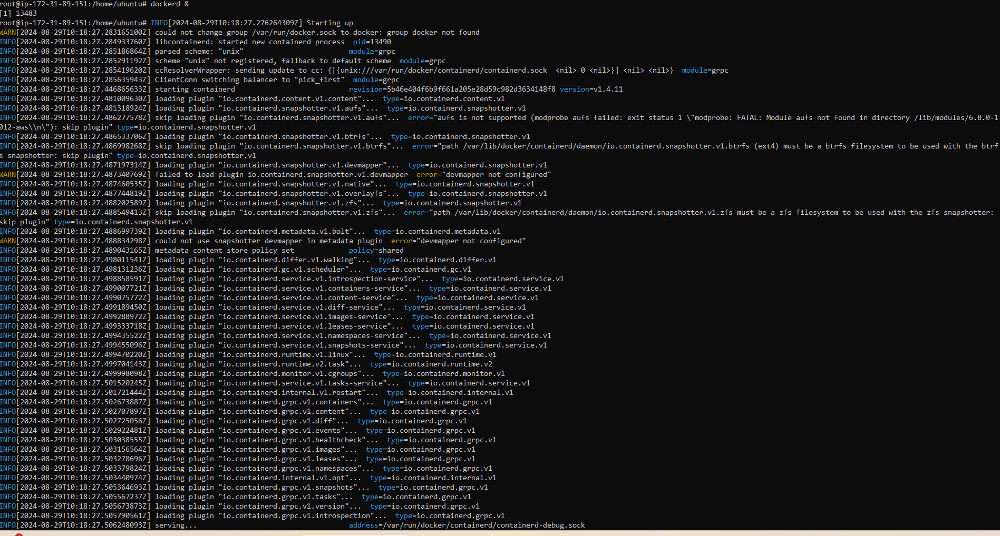 root@ip-172-31-89-151:/home/ubuntu# dockerd &
[1] 13483
root@ip-172-31-89-151:/home/ubuntu# INFO[2024-08-29T10:18:27.276264309Z] Starting up
WARN[2024-08-29T10:18:27.283165100Z] could not change group /var/run/docker.sock to docker: group docker not found
INFO[2024-08-29T10:18:27.284933760Z] libcontainerd: started new containerd process  pid=13490
INFO[2024-08-29T10:18:27.285186864Z] parsed scheme: "unix"                         module=grpc
INFO[2024-08-29T10:18:27.285291192Z] scheme "unix" not registered, fallback to default scheme  module=grpc
INFO[2024-08-29T10:18:27.285419620Z] ccResolverWrapper: sending update to cc: {[{unix:///var/run/docker/containerd/containerd.sock  <nil> 0 <nil>}] <nil> <nil>}  module=grpc
INFO[2024-08-29T10:18:27.285635943Z] ClientConn switching balancer to "pick_first"  module=grpc
INFO[2024-08-29T10:18:27.446865633Z] starting containerd                           revision=5b46e404f6b9f661a205e28d59c982d3634148f8 version=v1.4.11
INFO[2024-08-29T10:18:27.481009630Z] loading plugin "io.containerd.content.v1.content"...  type=io.containerd.content.v1
INFO[2024-08-29T10:18:27.481318924Z] loading plugin "io.containerd.snapshotter.v1.aufs"...  type=io.containerd.snapshotter.v1
INFO[2024-08-29T10:18:27.486277578Z] skip loading plugin "io.containerd.snapshotter.v1.aufs"...  error="aufs is not supported (modprobe aufs failed: exit status 1 \"modprobe: FATAL: Module aufs not found in directory /lib/modules/6.8.0-1
012-aws\\n\"): skip plugin" type=io.containerd.snapshotter.v1
INFO[2024-08-29T10:18:27.486533706Z] loading plugin "io.containerd.snapshotter.v1.btrfs"...  type=io.containerd.snapshotter.v1
INFO[2024-08-29T10:18:27.486998268Z] skip loading plugin "io.containerd.snapshotter.v1.btrfs"...  error="path /var/lib/docker/containerd/daemon/io.containerd.snapshotter.v1.btrfs (ext4) must be a btrfs filesystem to be used with the btrf
s snapshotter: skip plugin" type=io.containerd.snapshotter.v1
INFO[2024-08-29T10:18:27.487197314Z] loading plugin "io.containerd.snapshotter.v1.devmapper"...  type=io.containerd.snapshotter.v1
WARN[2024-08-29T10:18:27.487340769Z] failed to load plugin io.containerd.snapshotter.v1.devmapper  error="devmapper not configured"
INFO[2024-08-29T10:18:27.487460535Z] loading plugin "io.containerd.snapshotter.v1.native"...  type=io.containerd.snapshotter.v1
INFO[2024-08-29T10:18:27.487744819Z] loading plugin "io.containerd.snapshotter.v1.overlayfs"...  type=io.containerd.snapshotter.v1
INFO[2024-08-29T10:18:27.488202589Z] loading plugin "io.containerd.snapshotter.v1.zfs"...  type=io.containerd.snapshotter.v1
INFO[2024-08-29T10:18:27.488549413Z] skip loading plugin "io.containerd.snapshotter.v1.zfs"...  error="path /var/lib/docker/containerd/daemon/io.containerd.snapshotter.v1.zfs must be a zfs filesystem to be used with the zfs snapshotter:
skip plugin" type=io.containerd.snapshotter.v1
INFO[2024-08-29T10:18:27.488699739Z] loading plugin "io.containerd.metadata.v1.bolt"...  type=io.containerd.metadata.v1
WARN[2024-08-29T10:18:27.488834298Z] could not use snapshotter devmapper in metadata plugin  error="devmapper not configured"
INFO[2024-08-29T10:18:27.489043165Z] metadata content store policy set             policy=shared
INFO[2024-08-29T10:18:27.498011541Z] loading plugin "io.containerd.differ.v1.walking"...  type=io.containerd.differ.v1
INFO[2024-08-29T10:18:27.498131236Z] loading plugin "io.containerd.gc.v1.scheduler"...  type=io.containerd.gc.v1
INFO[2024-08-29T10:18:27.498858591Z] loading plugin "io.containerd.service.v1.introspection-service"...  type=io.containerd.service.v1
INFO[2024-08-29T10:18:27.499007721Z] loading plugin "io.containerd.service.v1.containers-service"...  type=io.containerd.service.v1
INFO[2024-08-29T10:18:27.499075772Z] loading plugin "io.containerd.service.v1.content-service"...  type=io.containerd.service.v1
INFO[2024-08-29T10:18:27.499189450Z] loading plugin "io.containerd.service.v1.diff-service"...  type=io.containerd.service.v1
INFO[2024-08-29T10:18:27.499288972Z] loading plugin "io.containerd.service.v1.images-service"...  type=io.containerd.service.v1
INFO[2024-08-29T10:18:27.499333718Z] loading plugin "io.containerd.service.v1.leases-service"...  type=io.containerd.service.v1
INFO[2024-08-29T10:18:27.499435522Z] loading plugin "io.containerd.service.v1.namespaces-service"...  type=io.containerd.service.v1
INFO[2024-08-29T10:18:27.499455096Z] loading plugin "io.containerd.service.v1.snapshots-service"...  type=io.containerd.service.v1
INFO[2024-08-29T10:18:27.499470220Z] loading plugin "io.containerd.runtime.v1.linux"...  type=io.containerd.runtime.v1
INFO[2024-08-29T10:18:27.499704143Z] loading plugin "io.containerd.runtime.v2.task"...  type=io.containerd.runtime.v2
INFO[2024-08-29T10:18:27.499998098Z] loading plugin "io.containerd.monitor.v1.cgroups"...  type=io.containerd.monitor.v1
INFO[2024-08-29T10:18:27.501520245Z] loading plugin "io.containerd.service.v1.tasks-service"...  type=io.containerd.service.v1
INFO[2024-08-29T10:18:27.501721444Z] loading plugin "io.containerd.internal.v1.restart"...  type=io.containerd.internal.v1
INFO[2024-08-29T10:18:27.502673887Z] loading plugin "io.containerd.grpc.v1.containers"...  type=io.containerd.grpc.v1
INFO[2024-08-29T10:18:27.502707897Z] loading plugin "io.containerd.grpc.v1.content"...  type=io.containerd.grpc.v1
INFO[2024-08-29T10:18:27.502725056Z] loading plugin "io.containerd.grpc.v1.diff"...  type=io.containerd.grpc.v1
INFO[2024-08-29T10:18:27.502922481Z] loading plugin "io.containerd.grpc.v1.events"...  type=io.containerd.grpc.v1
INFO[2024-08-29T10:18:27.503038555Z] loading plugin "io.containerd.grpc.v1.healthcheck"...  type=io.containerd.grpc.v1
INFO[2024-08-29T10:18:27.503156564Z] loading plugin "io.containerd.grpc.v1.images"...  type=io.containerd.grpc.v1
INFO[2024-08-29T10:18:27.503278696Z] loading plugin "io.containerd.grpc.v1.leases"...  type=io.containerd.grpc.v1
INFO[2024-08-29T10:18:27.503379824Z] loading plugin "io.containerd.grpc.v1.namespaces"...  type=io.containerd.grpc.v1
INFO[2024-08-29T10:18:27.503440974Z] loading plugin "io.containerd.internal.v1.opt"...  type=io.containerd.internal.v1
INFO[2024-08-29T10:18:27.505364693Z] loading plugin "io.containerd.grpc.v1.snapshots"...  type=io.containerd.grpc.v1
INFO[2024-08-29T10:18:27.505567237Z] loading plugin "io.containerd.grpc.v1.tasks"...  type=io.containerd.grpc.v1
INFO[2024-08-29T10:18:27.505673873Z] loading plugin "io.containerd.grpc.v1.version"...  type=io.containerd.grpc.v1
INFO[2024-08-29T10:18:27.505790561Z] loading plugin "io.containerd.grpc.v1.introspection"...  type=io.containerd.grpc.v1
INFO[2024-08-29T10:18:27.506248093Z] serving...                                    address=/var/run/docker/containerd/containerd-debug.sock